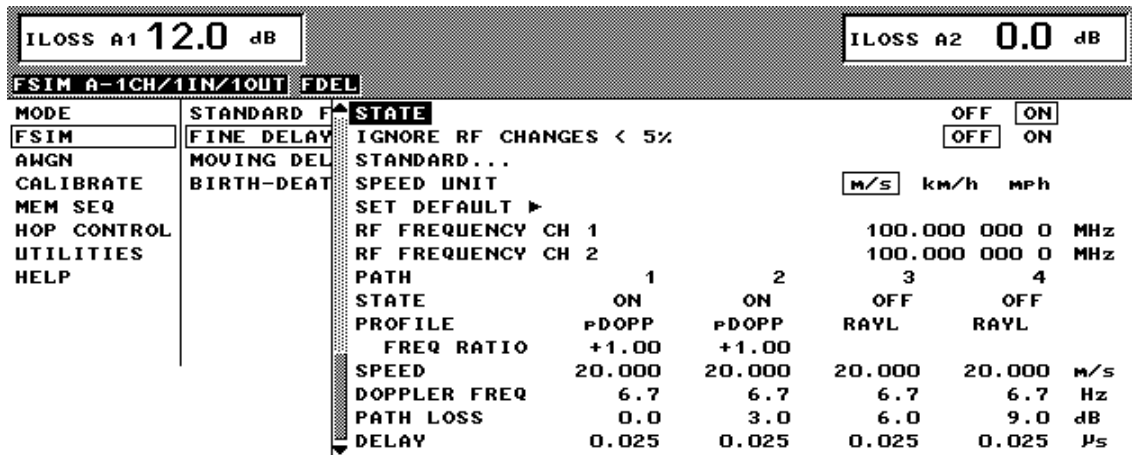 ILOSS A1 12.0 dB ILOSS A2 0.0 dB
FSIM A-1CH/1IN/1OUT FDEL
MODE STANDARD F STATE OFF ON
FSIM FINE DELAY IGNORE RF CHANGES < 5% OFF ON
AWGN MOVING DEL STANDARD...
CALIBRATE BIRTH-DEAT SPEED UNIT m/s km/h mph
MEM SEQ SET DEFAULT ►
HOP CONTROL RF FREQUENCY CH 1 100.000 000 0 MHz
UTILITIES RF FREQUENCY CH 2 100.000 000 0 MHz
HELP PATH 1 2 3 4
STATE ON ON OFF OFF
PROFILE pDOPP pDOPP RAYL RAYL
FREQ RATIO +1.00 +1.00
SPEED 20.000 20.000 20.000 20.000 m/s
DOPPLER FREQ 6.7 6.7 6.7 6.7 Hz
PATH LOSS 0.0 3.0 6.0 9.0 dB
DELAY 0.025 0.025 0.025 0.025 µs